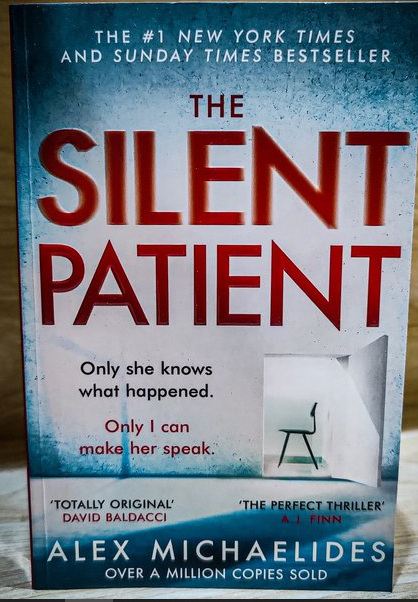 THE #1 NEW YORK TIMES
AND SUNDAY TIMES BESTSELLER
THE
SILENT
PATIENT
Only she knows
what happened.
Only I can
make her speak.
'TOTALLY ORIGINAL'
DAVID BALDACCI
'THE PERFECT THRILLER'
A.J. FINN
ALEX MICHAELIDES
OVER A MILLION COPIES SOLD